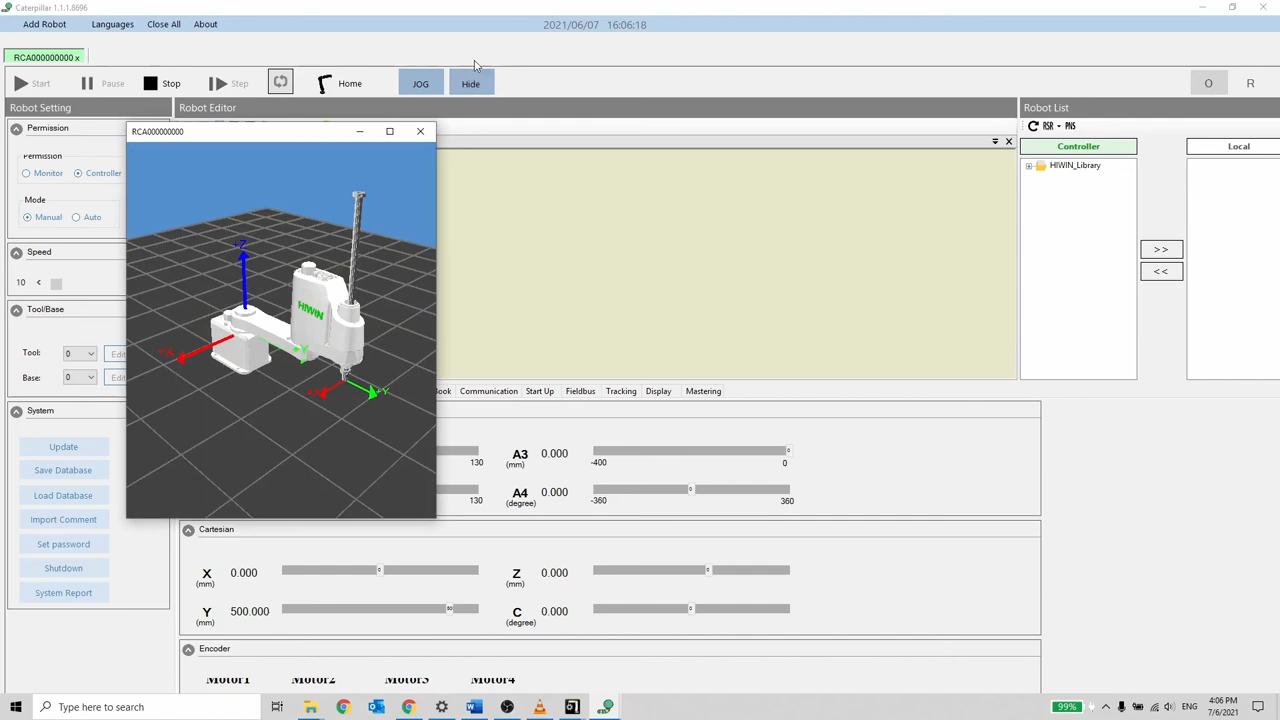 Caterpillar 1.1.1.8696
Add Robot Languages Close All About 2021/06/07 16:06:18
RCA000000000 x
Start Pause Stop Step Home JOG Hide O R
Robot Setting Robot Editor Robot List
Permission
RCA000000000
RSR PNS
Controller Local
HIWIN_Library
Permission
Monitor Controller
Mode
Manual Auto
Speed
10 <
>>
<<
Tool/Base
Tool: 0 Edit
Base: 0 Edit
+Z
HIWIN
+X
+Y
+X +Y
Book Communication Start Up Fieldbus Tracking Display Mastering
System
Update
Save Database
Load Database
Import Comment
Set password
Shutdown
System Report
130
A3 0.000
(mm) -400 0
130
A4 0.000
(degree) -360 360
Cartesian
X 0.000 Z 0.000
(mm) (mm)
Y 500.000 C 0.000
(mm) (degree)
Encoder
Motor1 Motor2 Motor3 Motor4
Type here to search
99% ENG 4:06 PM
7/6/2021